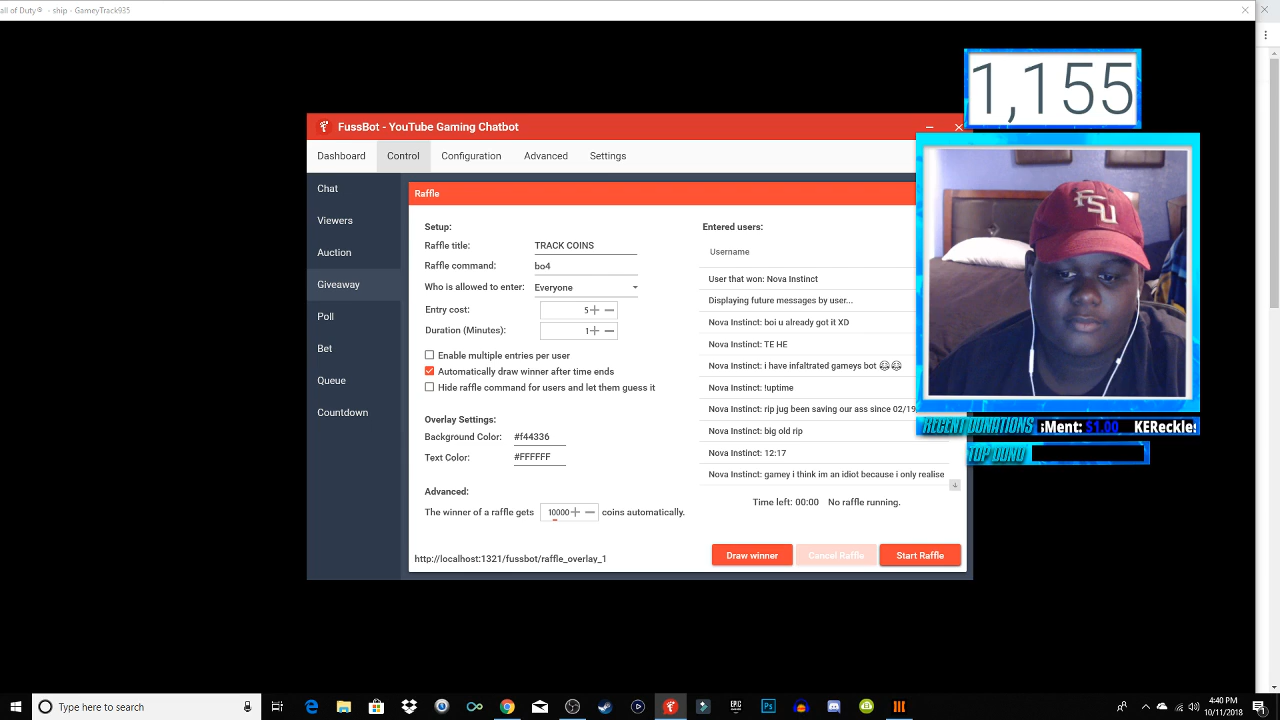 all of Duty® - ship - GameyTrack935
1,155
FussBot - YouTube Gaming Chatbot
Dashboard Control Configuration Advanced Settings
Chat
Viewers
Auction
Giveaway
Poll
Bet
Queue
Countdown
Raffle
Setup:
Raffle title: TRACK COINS
Raffle command: bo4
Who is allowed to enter: Everyone
Entry cost: 5
Duration (Minutes): 1
Enable multiple entries per user
Automatically draw winner after time ends
Hide raffle command for users and let them guess it
Overlay Settings:
Background Color: #f44336
Text Color: #FFFFFF
Advanced:
The winner of a raffle gets 10000 coins automatically.
http://localhost:1321/fussbot/raffle_overlay_1
Entered users:
Username
User that won: Nova Instinct
Displaying future messages by user...
Nova Instinct: boi u already got it XD
Nova Instinct: TE HE
Nova Instinct: i have infaltrated gameys bot 😂😂
Nova Instinct: !uptime
Nova Instinct: rip jug been saving our ass since 02/19
Nova Instinct: big old rip
Nova Instinct: 12:17
Nova Instinct: gamey i think im an idiot because i only realise
Time left: 00:00 No raffle running.
Draw winner Cancel Raffle Start Raffle
FSU
RECENT DONATIONS sMent: $1.00 KEReckles
TOP DONO
Type here to search
EPIC
Ps
4:40 PM
10/11/2018